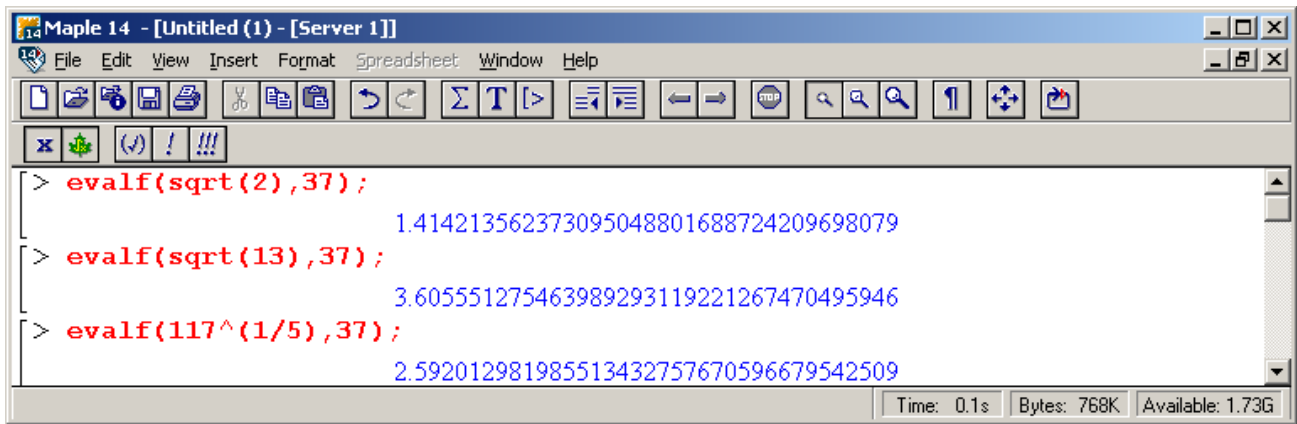 Maple 14 - [Untitled (1) - [Server 1]]
File Edit View Insert Format Spreadsheet Window Help
> evalf(sqrt(2),37);
1.414213562373095048801688724209698079
> evalf(sqrt(13),37);
3.605551275463989293119221267470495946
> evalf(117^(1/5),37);
2.592012981985513432757670596679542509
Time: 0.1s Bytes: 768K Available: 1.73G